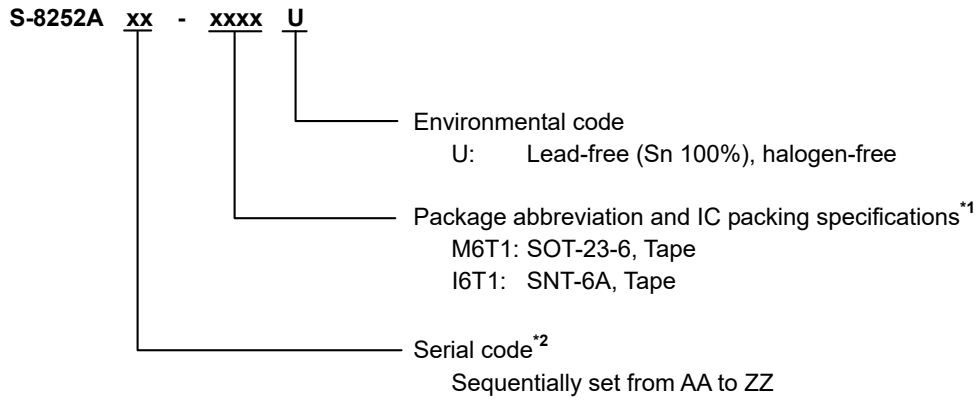 S-8252A xx - xxxx U
Environmental code
U: Lead-free (Sn 100%), halogen-free
Package abbreviation and IC packing specifications*1
M6T1: SOT-23-6, Tape
I6T1: SNT-6A, Tape
Serial code*2
Sequentially set from AA to ZZ